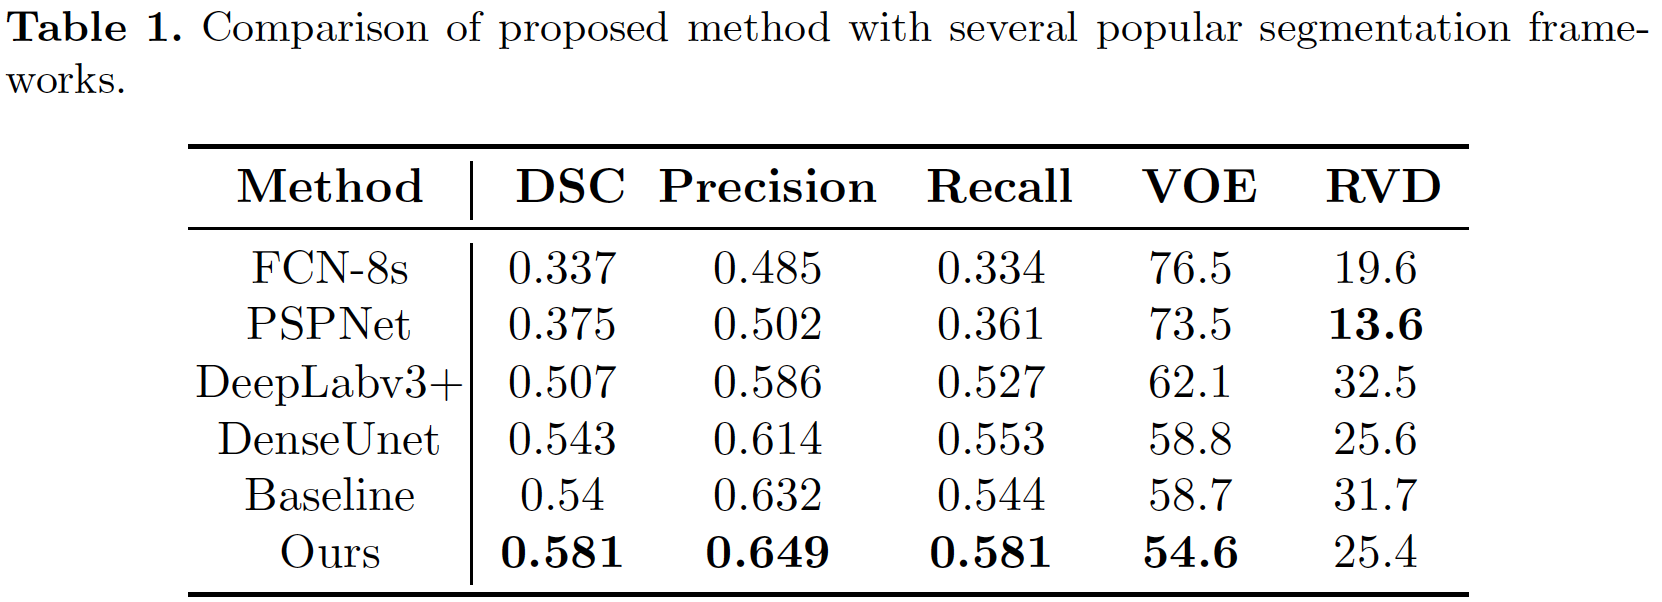 Table 1. Comparison of proposed method with several popular segmentation frame-
works.
Method DSC Precision Recall VOE RVD
FCN-8s 0.337 0.485 0.334 76.5 19.6
PSPNet 0.375 0.502 0.361 73.5 13.6
DeepLabv3+ 0.507 0.586 0.527 62.1 32.5
DenseUnet 0.543 0.614 0.553 58.8 25.6
Baseline 0.54 0.632 0.544 58.7 31.7
Ours 0.581 0.649 0.581 54.6 25.4